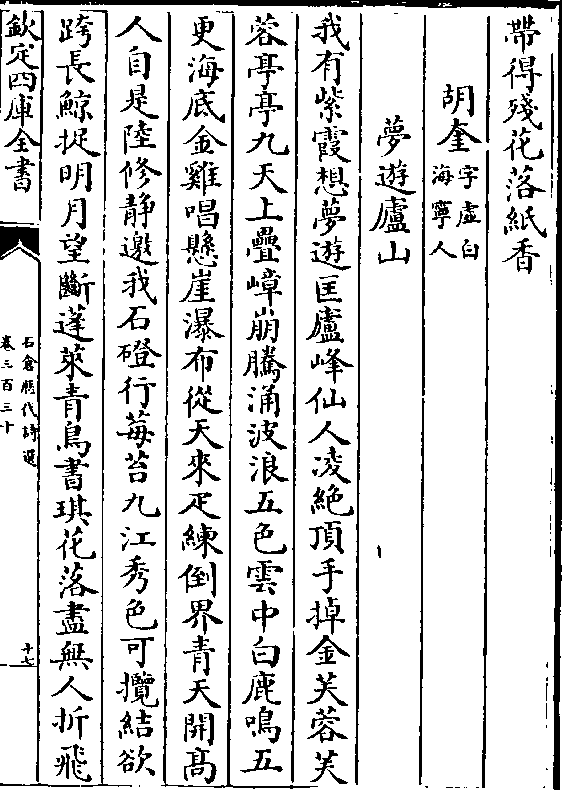 帶得殘花落紙香
胡奎字虛白海寧人
夢遊廬山
我有紫霞想夢遊匡廬峰仙人凌絶頂手掉金芙蓉芙
蓉亭亭九天上疊嶂崩騰涌波浪五色雲中白鹿鳴五
更海底金雞唱懸崖瀑布從天來疋練倒界青天開髙
人自是陸修静邀我石磴行莓苔九江秀色可攬結欲
跨長鯨捉明月望斷蓬萊青鳥書琪花落盡無人折飛
欽定四庫全書
石倉歷代詩選
卷三百三十
十七